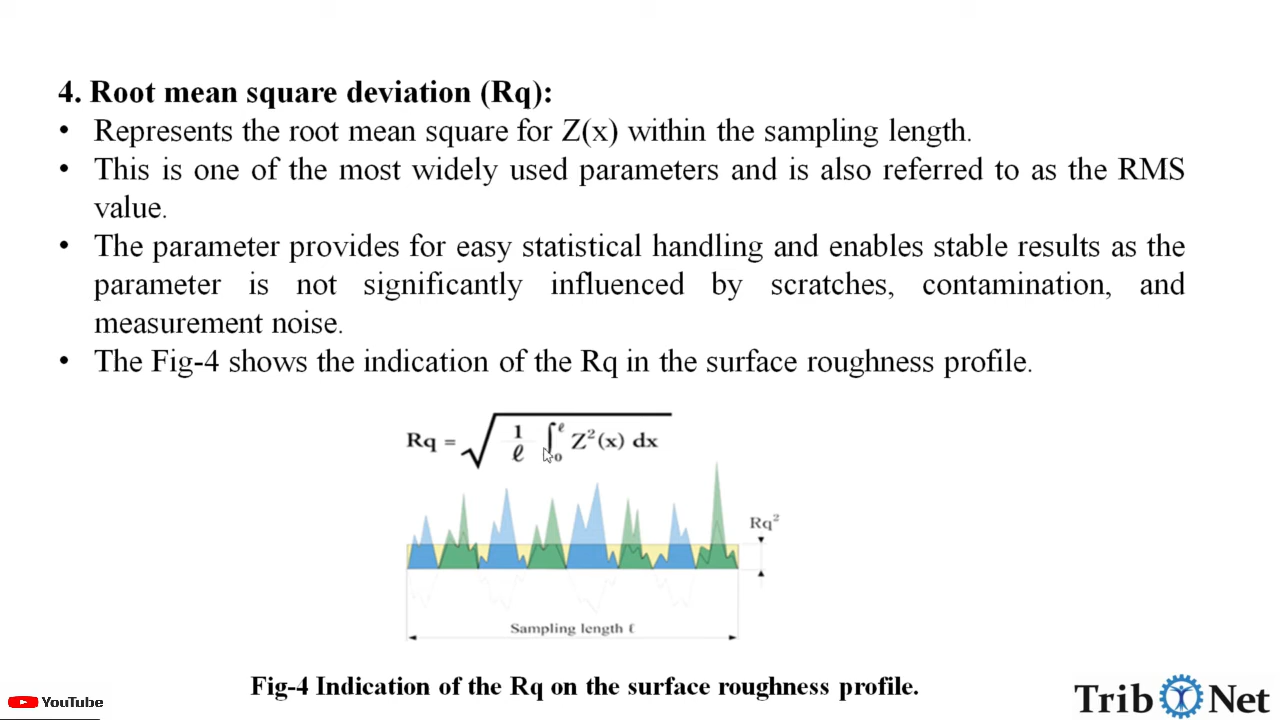 4. Root mean square deviation (Rq):
• Represents the root mean square for Z(x) within the sampling length.
• This is one of the most widely used parameters and is also referred to as the RMS
value.
• The parameter provides for easy statistical handling and enables stable results as the
parameter is not significantly influenced by scratches, contamination, and
measurement noise.
• The Fig-4 shows the indication of the Rq in the surface roughness profile.
Rq = √ 1/ℓ ∫₀^ℓ Z²(x) dx
Rq²
Sampling length ℓ
Fig-4 Indication of the Rq on the surface roughness profile.
YouTube
Trib Net